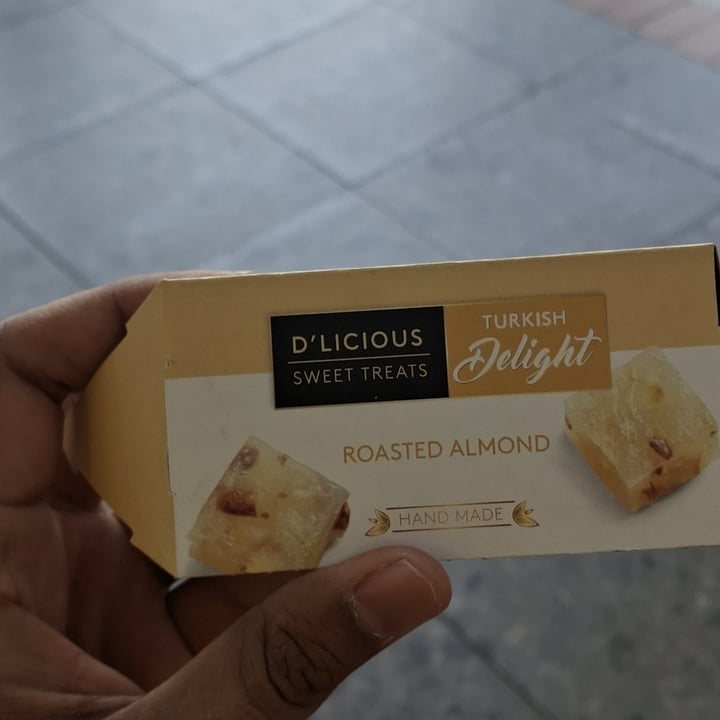 D'LICIOUS
SWEET TREATS
TURKISH
Delight
ROASTED ALMOND
HAND MADE